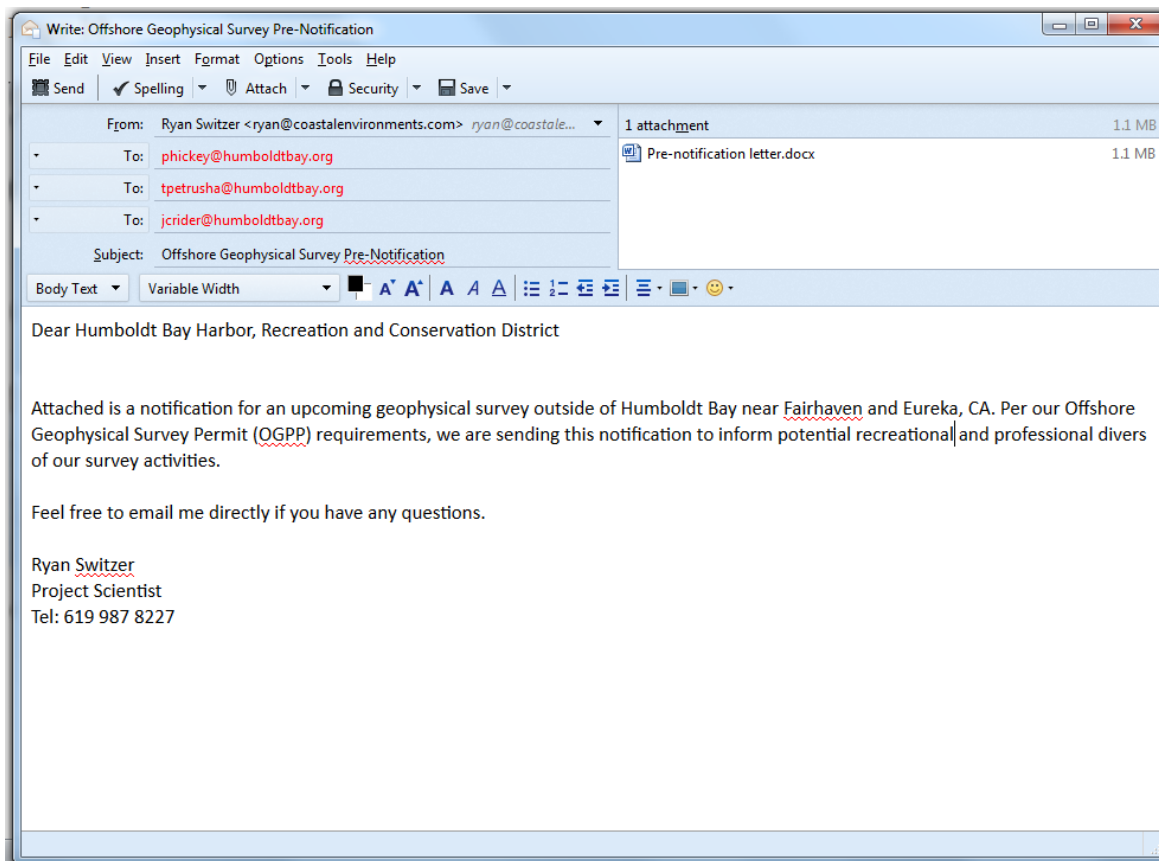 Write: Offshore Geophysical Survey Pre-Notification
File Edit View Insert Format Options Tools Help
Send Spelling Attach Security Save
From: Ryan Switzer <ryan@coastalenvironments.com> ryan@coastale...
1 attachment 1.1 MB
To: phickey@humboldtbay.org
Pre-notification letter.docx 1.1 MB
To: tpetrusha@humboldtbay.org
To: jcrider@humboldtbay.org
Subject: Offshore Geophysical Survey Pre-Notification
Body Text Variable Width
Dear Humboldt Bay Harbor, Recreation and Conservation District
Attached is a notification for an upcoming geophysical survey outside of Humboldt Bay near Fairhaven and Eureka, CA. Per our Offshore
Geophysical Survey Permit (OGPP) requirements, we are sending this notification to inform potential recreational and professional divers
of our survey activities.
Feel free to email me directly if you have any questions.
Ryan Switzer
Project Scientist
Tel: 619 987 8227